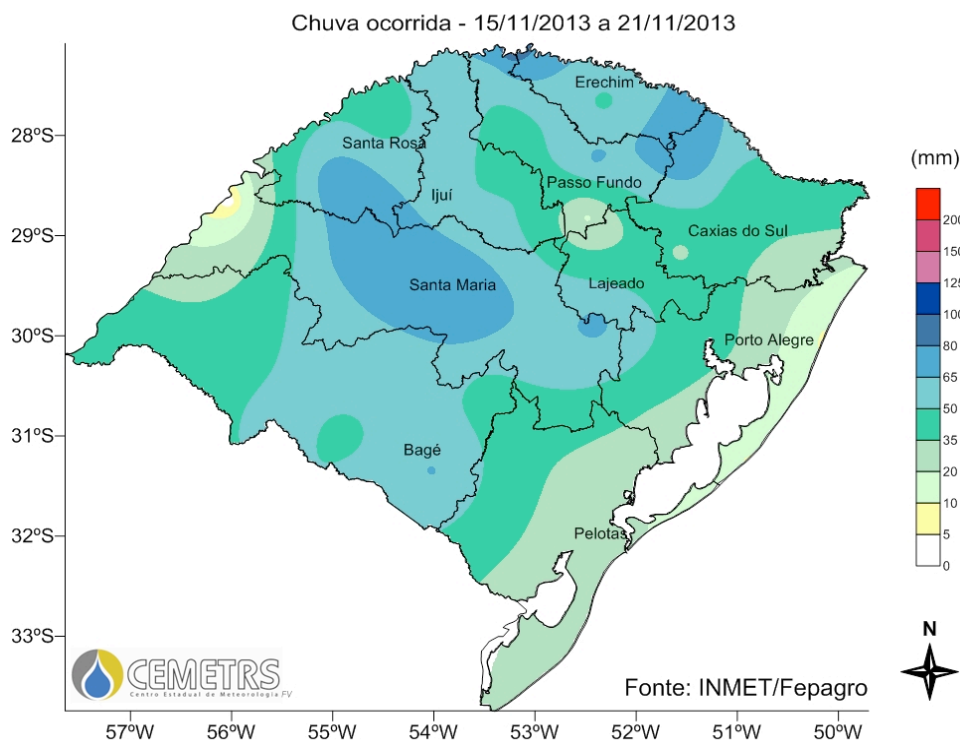 Chuva ocorrida - 15/11/2013 a 21/11/2013
28ºS
29ºS
30ºS
31ºS
32ºS
33ºS
57ºW
56ºW
55ºW
54ºW
53ºW
52ºW
51ºW
50ºW
Erechim
Santa Rosa
Ijuí
Passo Fundo
Caxias do Sul
Santa Maria
Lajeado
Porto Alegre
Bagé
Pelotas
(mm)
200
150
125
100
80
65
50
35
20
10
5
0
N
CEMETRS
Centro Estadual de Meteorologia FV
Fonte: INMET/Fepagro